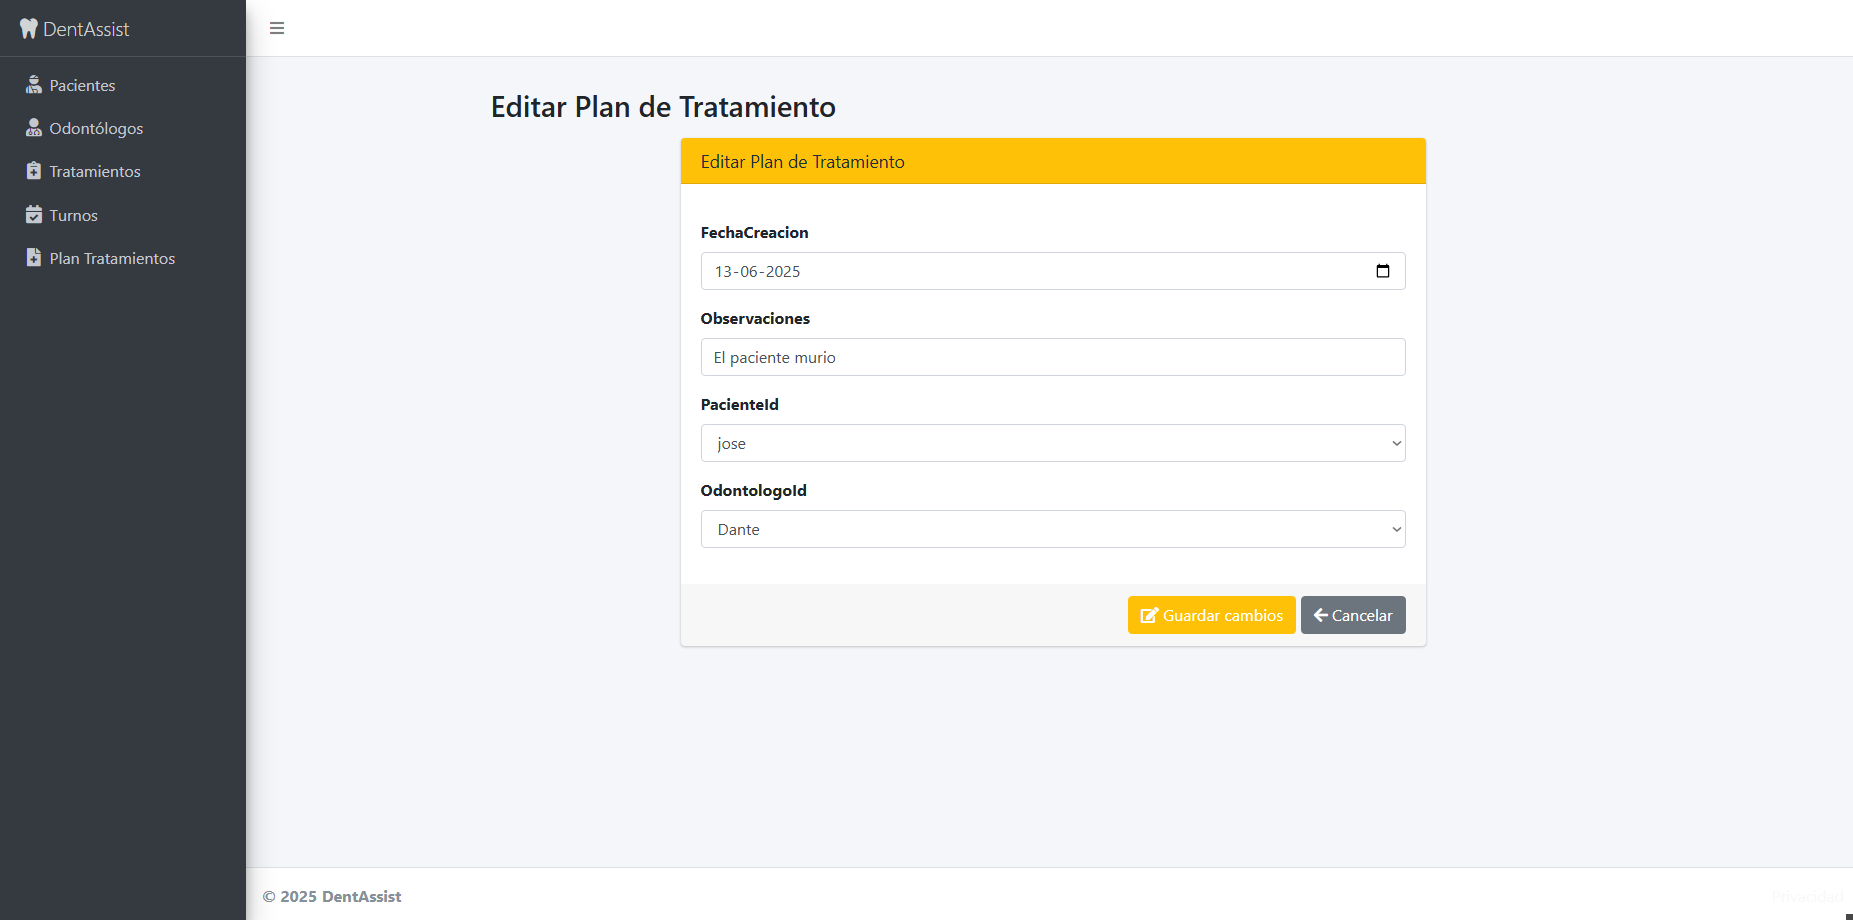 DentAssist
Pacientes
Odontólogos
Tratamientos
Turnos
Plan Tratamientos
Editar Plan de Tratamiento
Editar Plan de Tratamiento
FechaCreacion
13-06-2025
Observaciones
El paciente murio
PacienteId
jose
OdontologoId
Dante
Guardar cambios
Cancelar
© 2025 DentAssist
Privacidad